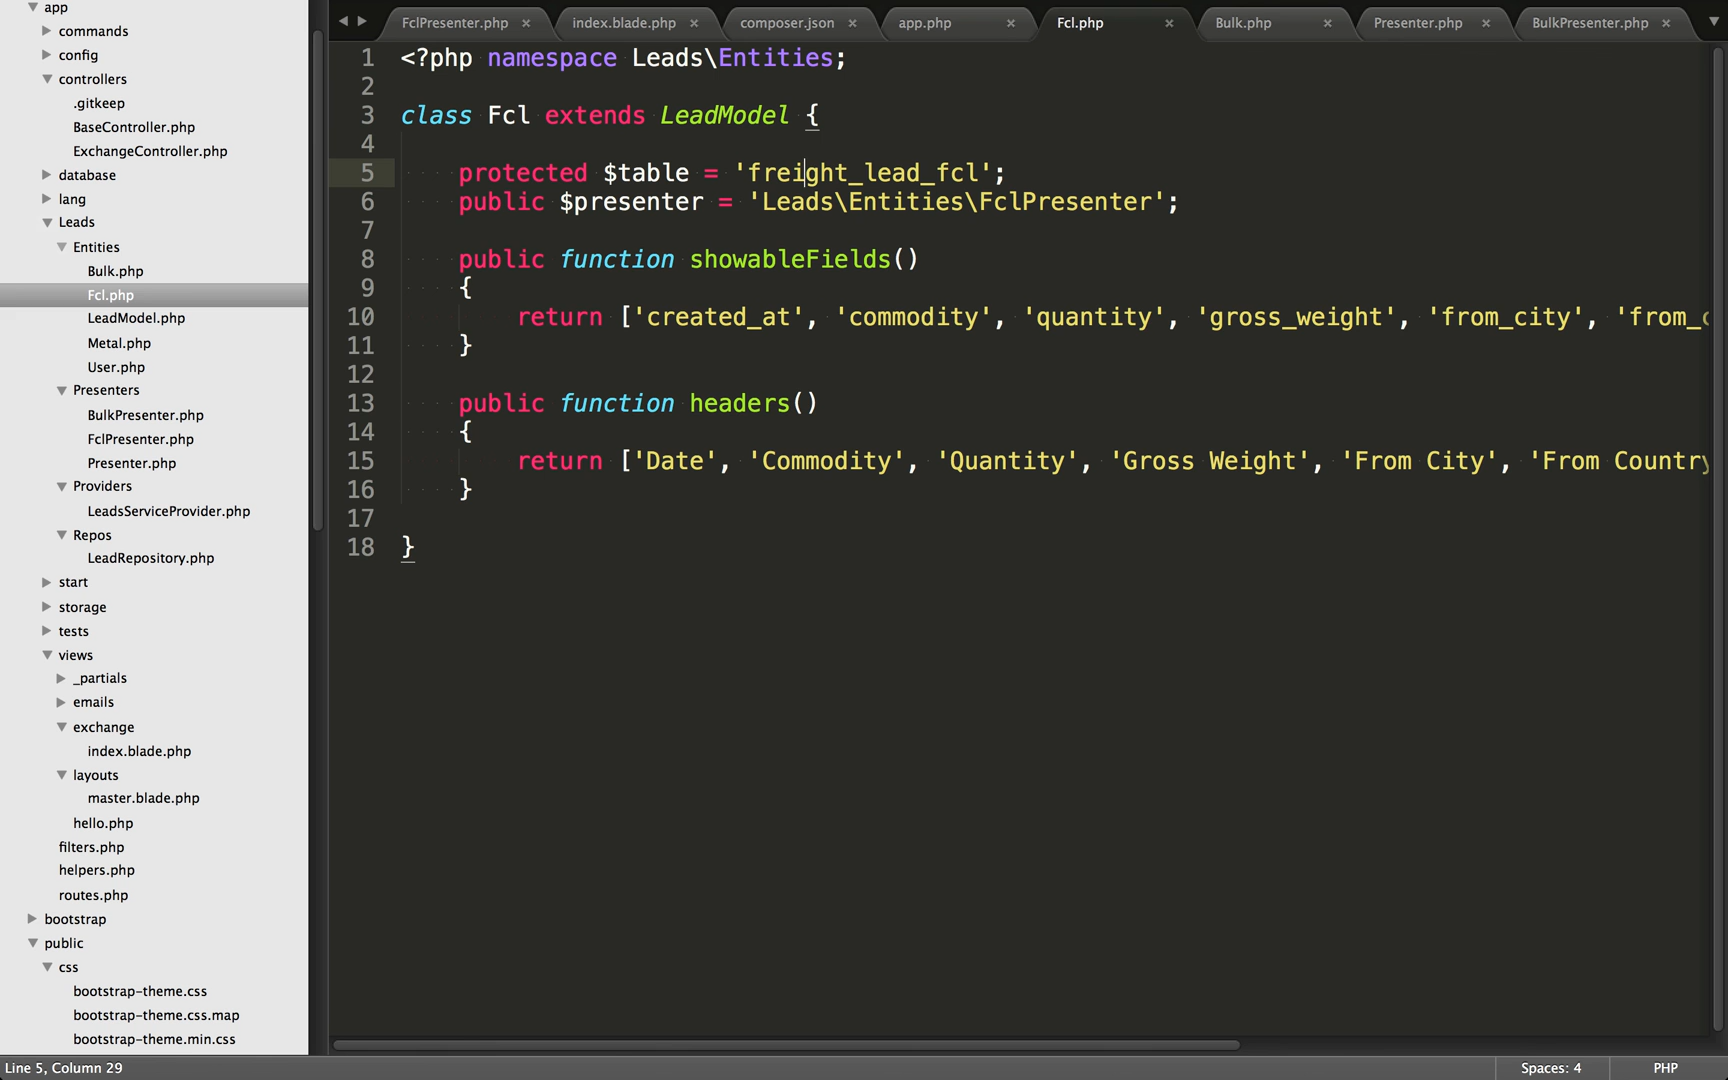 app
commands
config
controllers
.gitkeep
BaseController.php
ExchangeController.php
database
lang
Leads
Entities
Bulk.php
Fcl.php
LeadModel.php
Metal.php
User.php
Presenters
BulkPresenter.php
FclPresenter.php
Presenter.php
Providers
LeadsServiceProvider.php
Repos
LeadRepository.php
start
storage
tests
views
_partials
emails
exchange
index.blade.php
layouts
master.blade.php
hello.php
filters.php
helpers.php
routes.php
bootstrap
public
css
bootstrap-theme.css
bootstrap-theme.css.map
bootstrap-theme.min.css
FclPresenter.php × index.blade.php × composer.json × app.php × Fcl.php × Bulk.php × Presenter.php × BulkPresenter.php ×
1 <?php namespace Leads\Entities;
2
3 class Fcl extends LeadModel {
4
5 protected $table = 'freight_lead_fcl';
6 public $presenter = 'Leads\Entities\FclPresenter';
7
8 public function showableFields()
9 {
10 return ['created_at', 'commodity', 'quantity', 'gross_weight', 'from_city', 'from_
11 }
12
13 public function headers()
14 {
15 return ['Date', 'Commodity', 'Quantity', 'Gross Weight', 'From City', 'From Country
16 }
17
18 }
Line 5, Column 29 Spaces: 4 PHP